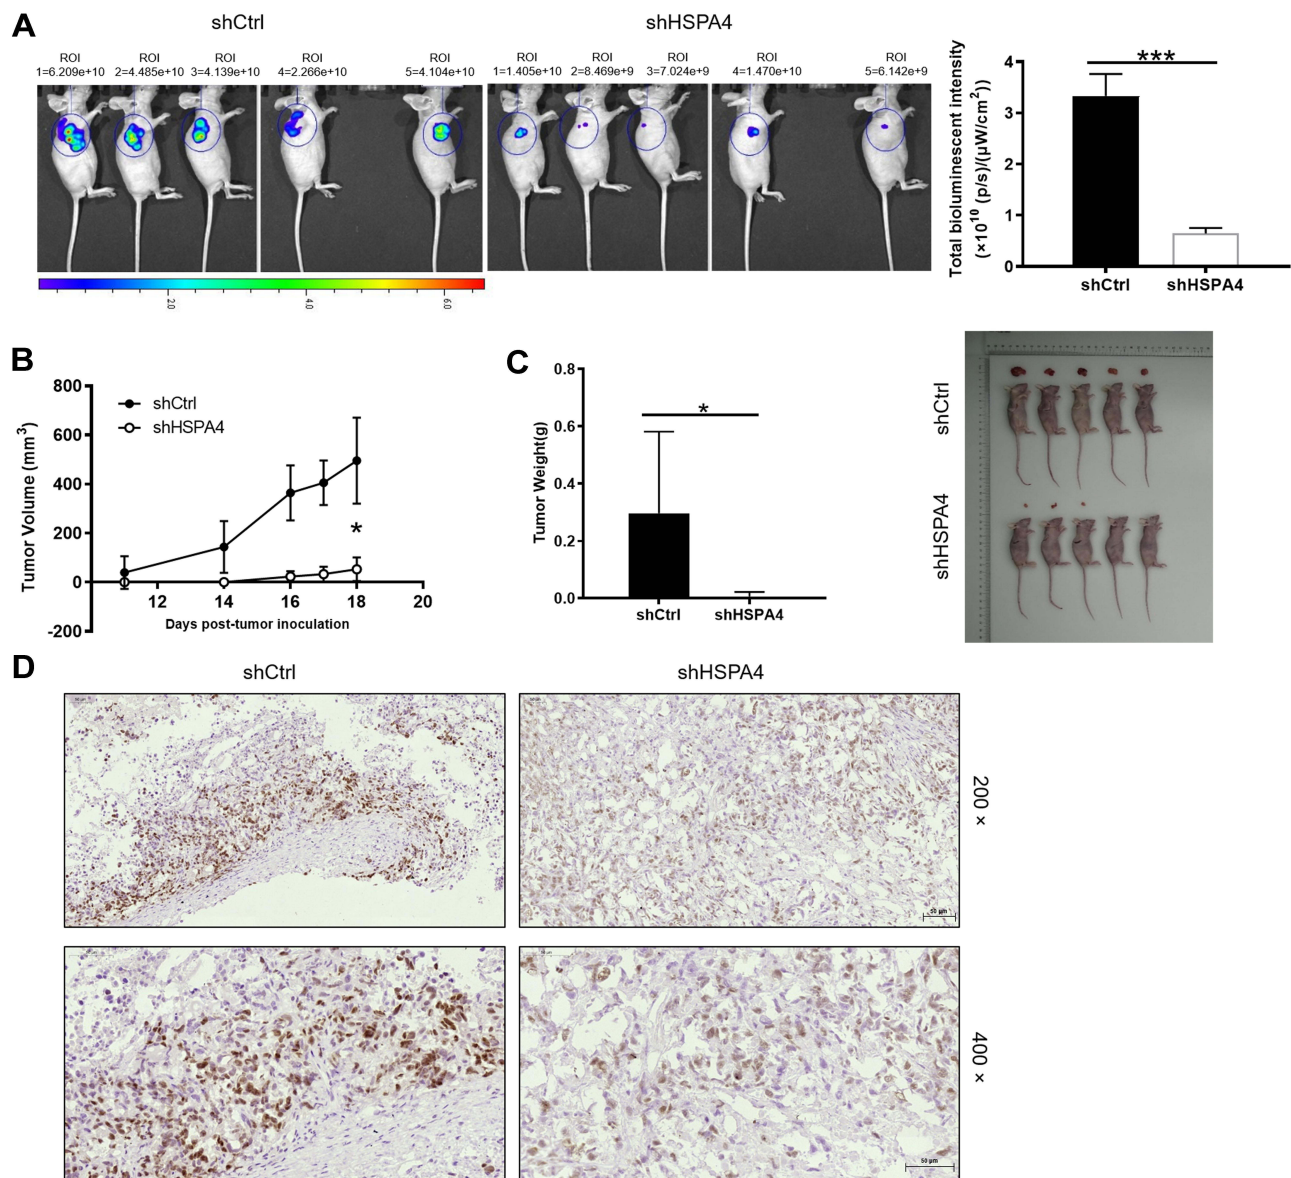 A
shCtrl
shHSPA4
ROI
1=6.209e+10
ROI
2=4.485e+10
ROI
3=4.139e+10
ROI
4=2.266e+10
ROI
5=4.104e+10
ROI
1=1.405e+10
ROI
2=8.469e+9
ROI
3=7.024e+9
ROI
4=1.470e+10
ROI
5=6.142e+9
2.0
4.0
6.0
Total bioluminescent intensity
(×10¹⁰ (p/s)/(μW/cm²))
4
3
2
1
0
***
shCtrl
shHSPA4
B
800
600
400
200
0
-200
Tumor Volume (mm³)
shCtrl
shHSPA4
*
12
14
16
18
20
Days post-tumor inoculation
C
0.8
0.6
0.4
0.2
0.0
Tumor Weight(g)
*
shCtrl
shHSPA4
shCtrl
shHSPA4
D
shCtrl
shHSPA4
200 ×
50 μm
400 ×
50 μm